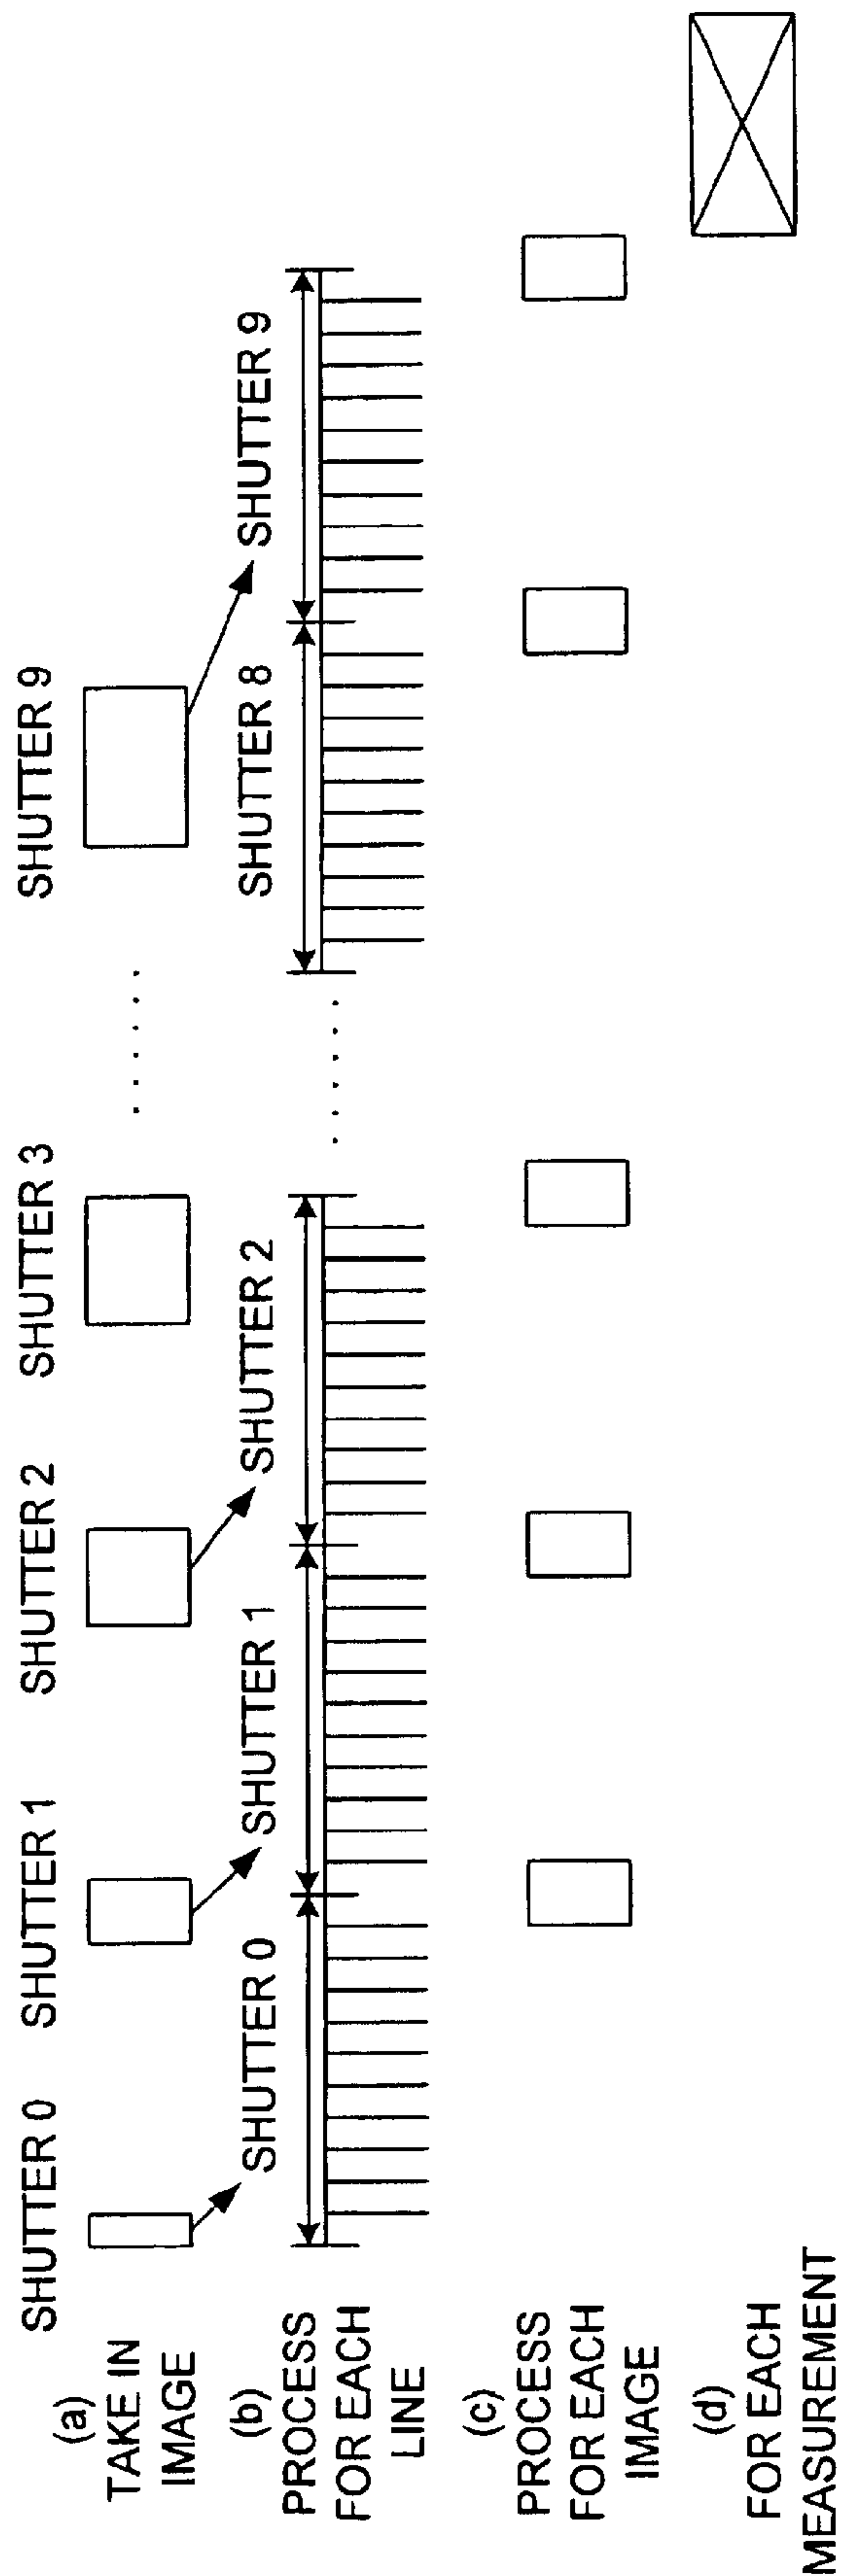 SHUTTER 0
SHUTTER 1
SHUTTER 2
SHUTTER 3
SHUTTER 9
(a)
TAKE IN
IMAGE
SHUTTER 0
SHUTTER 1
SHUTTER 2
SHUTTER 8
SHUTTER 9
(b)
PROCESS
FOR EACH
LINE
(c)
PROCESS
FOR EACH
IMAGE
(d)
FOR EACH
MEASUREMENT